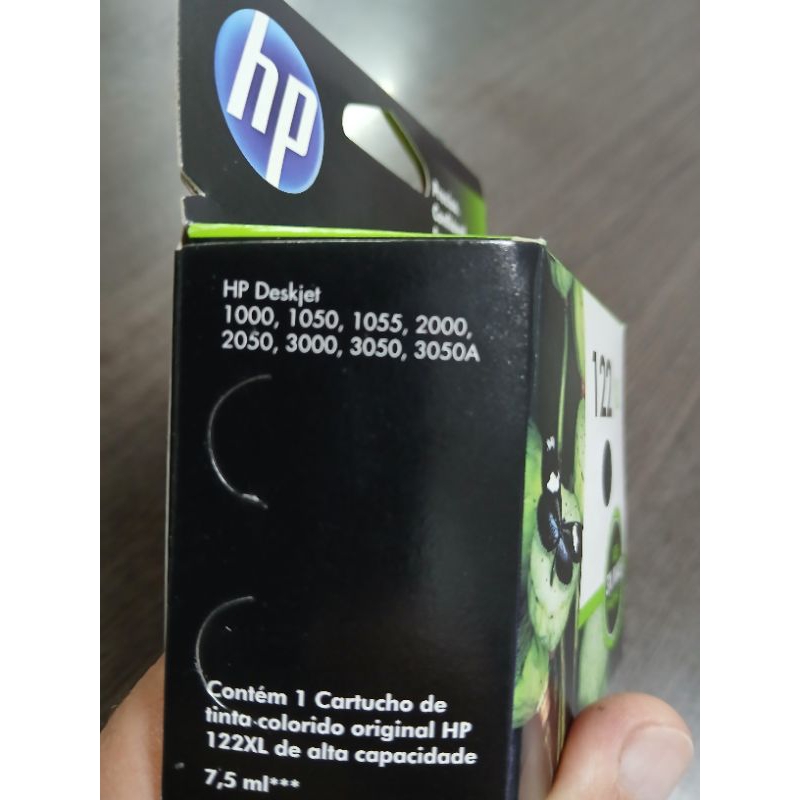 hp
HP Deskjet
1000, 1050, 1055, 2000,
2050, 3000, 3050, 3050A
122
Contém 1 Cartucho de
tinta colorido original HP
122XL de alta capacidade
7,5 ml***